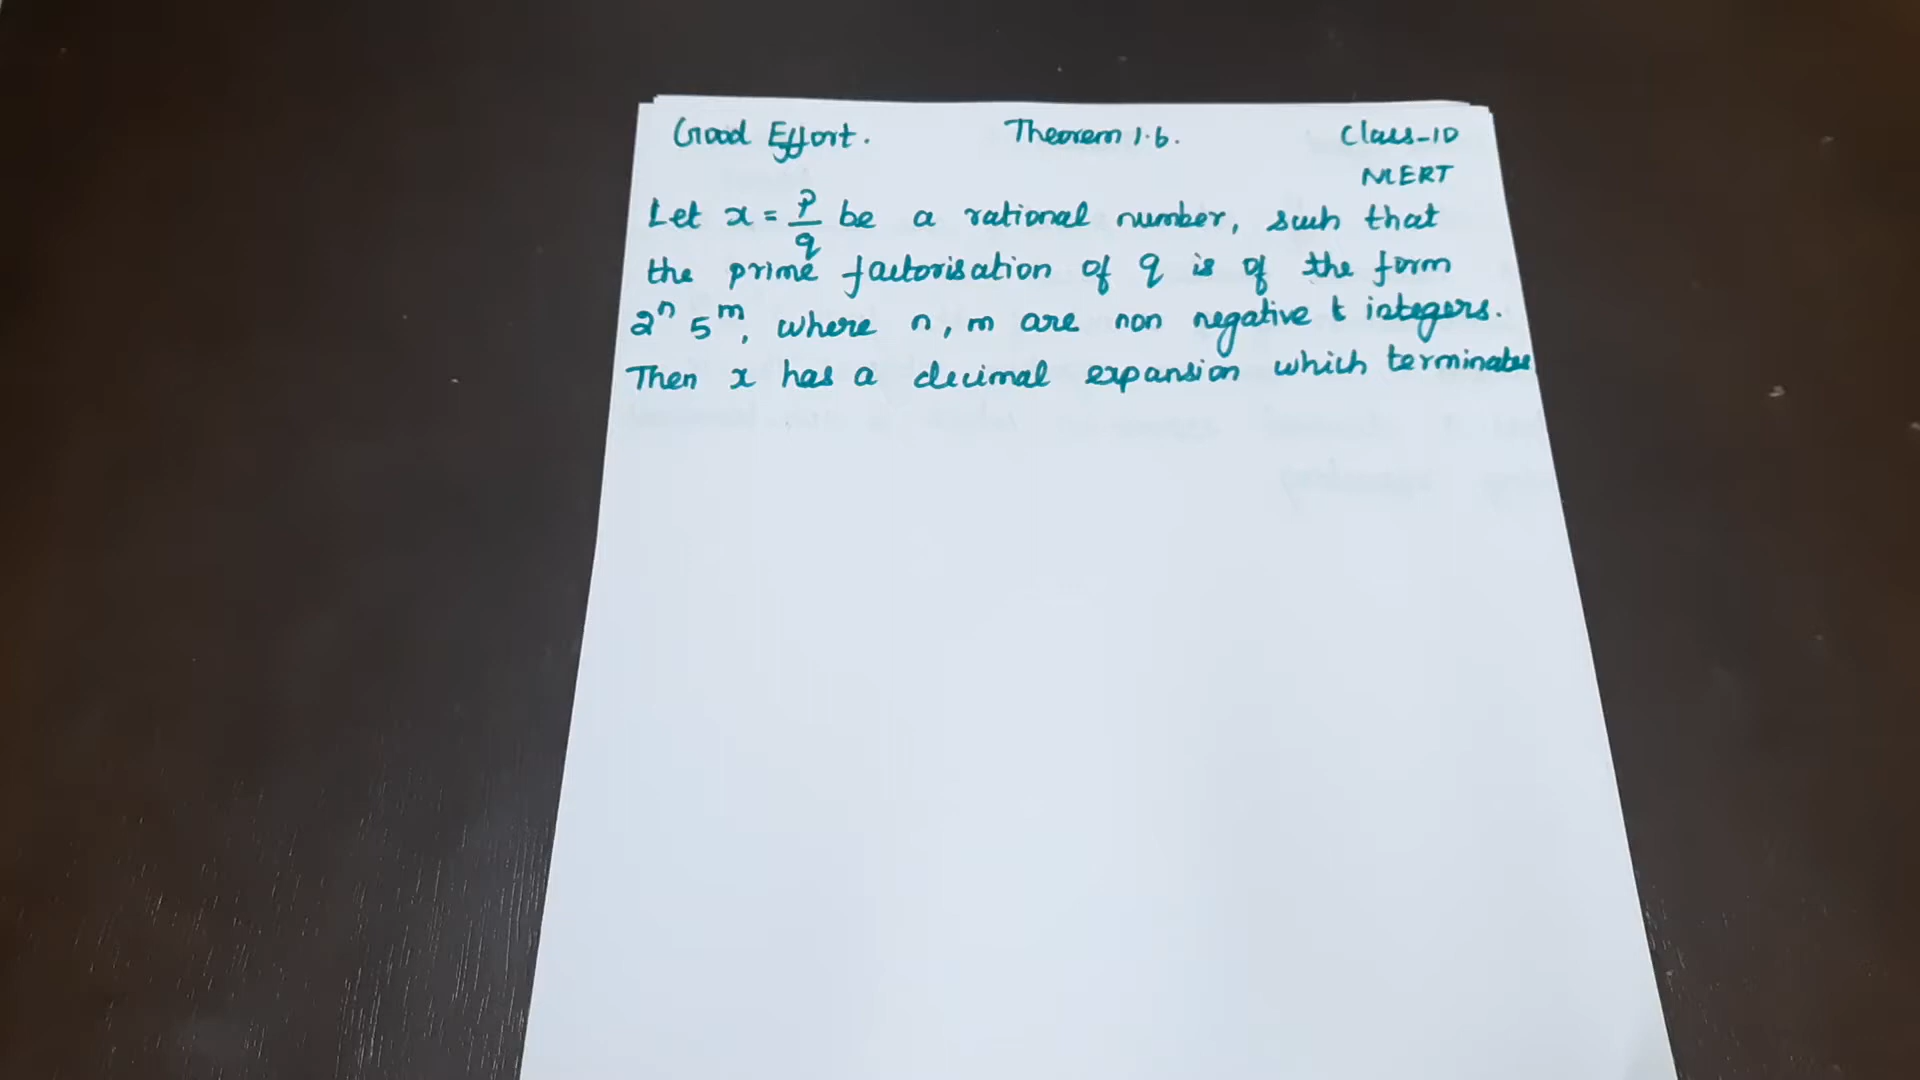 Good Effort. Theorem 1.6. Class-10
NCERT
Let x = p/q be a rational number, such that
the prime factorisation of q is of the form
2ⁿ 5ᵐ, where n, m are non negative t integers.
Then x has a decimal expansion which terminates